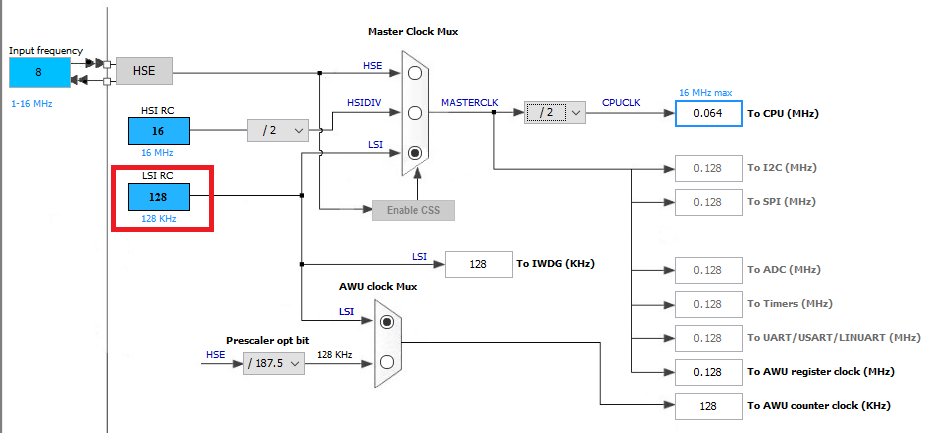 Master Clock Mux
Input frequency
8
1-16 MHz
HSE
HSE
HSI RC
16
16 MHz
/ 2
HSIDIV
LSI
LSI RC
128
128 KHz
MASTERCLK
/ 2
CPUCLK
16 MHz max
0.064
To CPU (MHz)
Enable CSS
0.128
To I2C (MHz)
0.128
To SPI (MHz)
LSI
128
To IWDG (KHz)
0.128
To ADC (MHz)
AWU clock Mux
LSI
0.128
To Timers (MHz)
Prescaler opt bit
HSE
/ 187.5
128 KHz
0.128
To UART/USART/LINUART (MHz)
0.128
To AWU register clock (MHz)
128
To AWU counter clock (KHz)